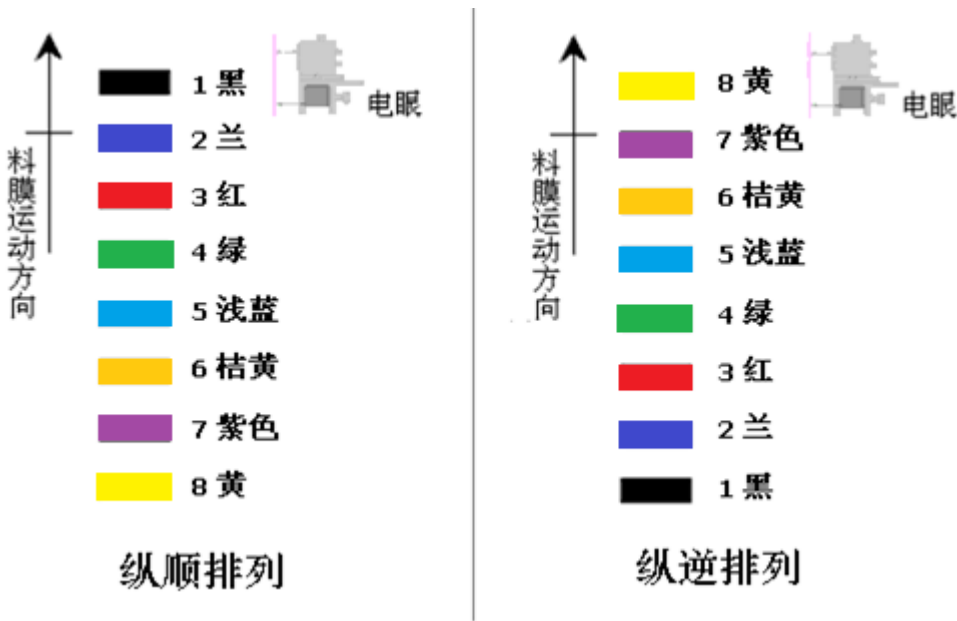 料膜运动方向
1 黑
电眼
2 兰
3 红
4 绿
5 浅蓝
6 桔黄
7 紫色
8 黄
纵顺排列
料膜运动方向
8 黄
电眼
7 紫色
6 桔黄
5 浅蓝
4 绿
3 红
2 兰
1 黑
纵逆排列